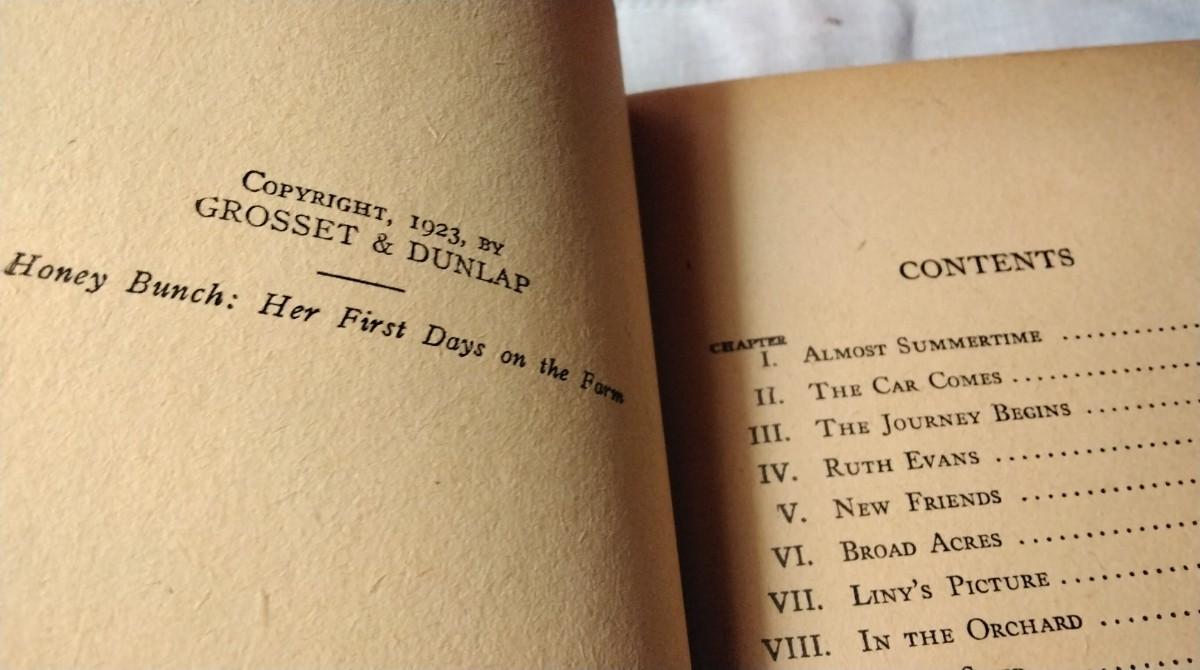 COPYRIGHT, 1923, BY
GROSSET & DUNLAP
Honey Bunch: Her First Days on the Farm
CONTENTS
CHAPTER
I. ALMOST SUMMERTIME ..........
II. THE CAR COMES ..............
III. THE JOURNEY BEGINS .........
IV. RUTH EVANS ................
V. NEW FRIENDS ..............
VI. BROAD ACRES ..............
VII. LINY'S PICTURE ...........
VIII. IN THE ORCHARD ........